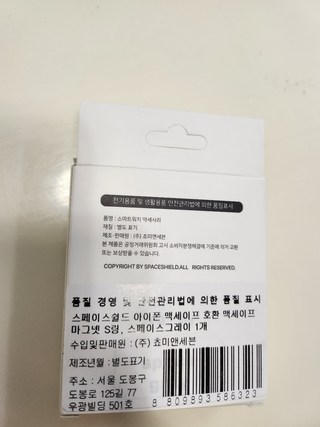 전기용품 및 생활용품 안전관리법에 의한 품질표시
품명 : 스마트워치 악세사리
재질 : 별도 표기
제조·판매원 : (주) 쵸미앤세븐
본 제품은 공정거래위원회 고시 소비자분쟁해결에 기준에 의거 교환
또는 보상받을 수 있습니다.
COPYRIGHT BY SPACESHIELD.ALL RIGHTS RESERVED.
품질 경영 및 안전관리법에 의한 품질 표시
스페이스쉴드 아이폰 맥세이프 호환 맥세이프
마그넷 S링, 스페이스그레이 1개
수입및판매원 : (주) 쵸미앤세븐
제조년월 : 별도표기
주소 : 서울 도봉구
도봉로 125길 77
우광빌딩 501호
8 809893 586323